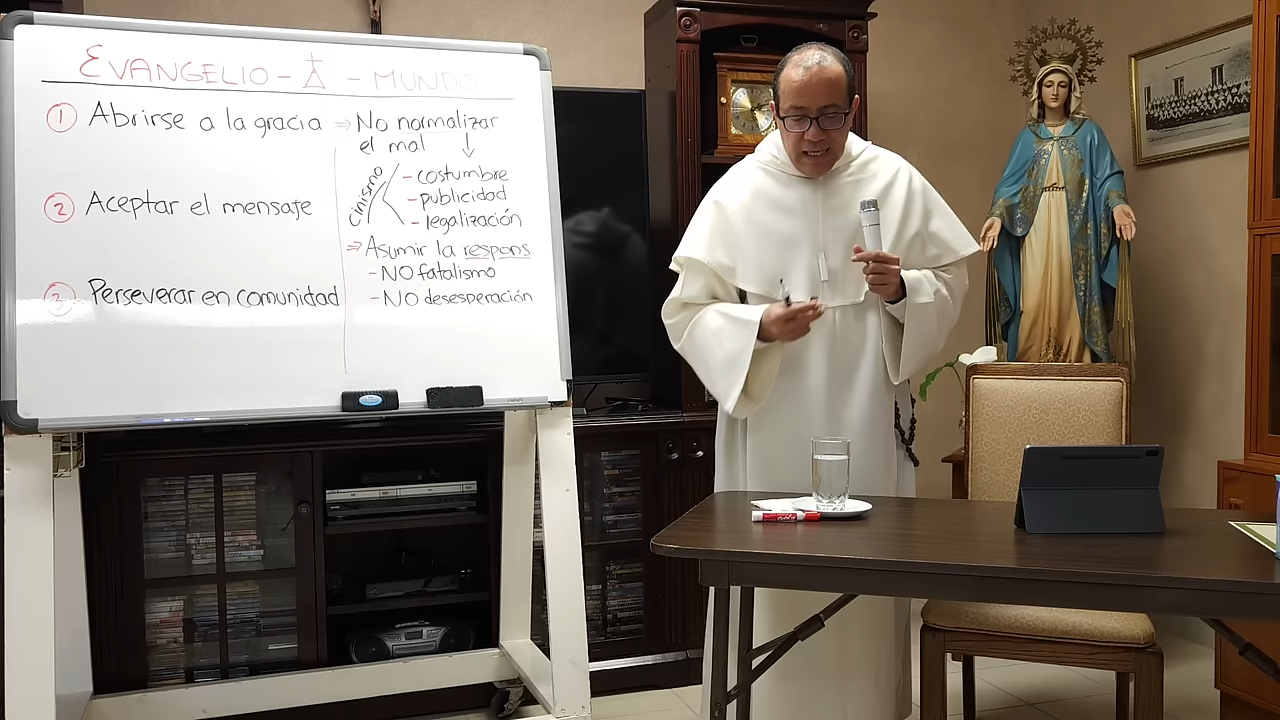 EVANGELIO - - MUNDO
① Abrirse a la gracia
② Aceptar el mensaje
③ Perseverar en comunidad
⇒ No normalizar
el mal
cinismo
- costumbre
- publicidad
- legalización
⇒ Asumir la respons.
- NO fatalismo
- NO desesperación